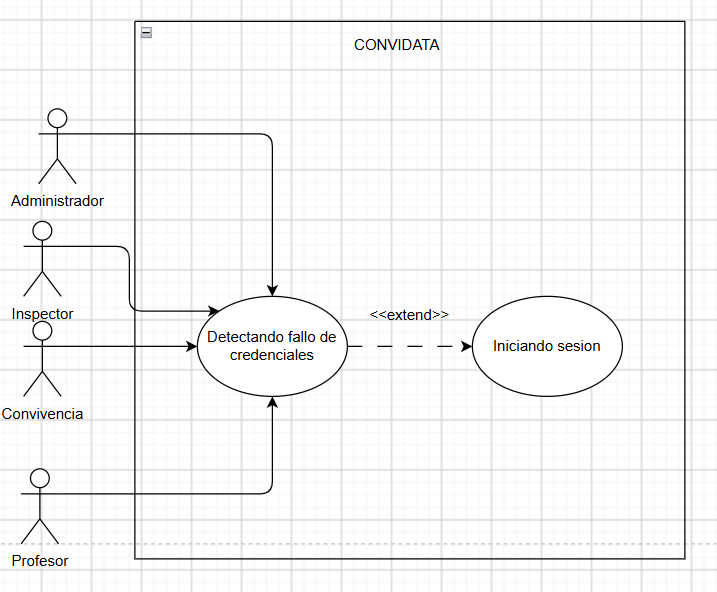 CONVIDATA
Administrador
Inspector
Convivencia
Profesor
Detectando fallo de
credenciales
<<extend>>
Iniciando sesion